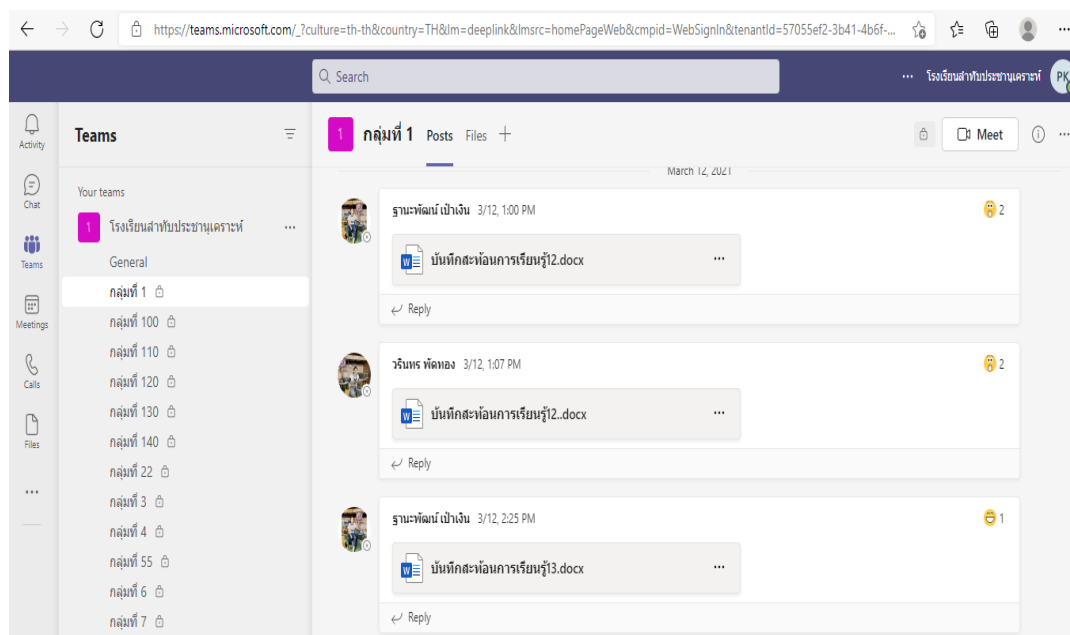 https://teams.microsoft.com/_?culture=th-th&country=TH&lm=deeplink&lmsrc=homePageWeb&cmpid=WebSignIn&tenantId=57055ef2-3b41-4b6f-...
Search
... โรงเรียนลำทับประชานุเคราะห์ PK
Activity
Chat
Teams
Meetings
Calls
Files
...
Teams
Your teams
1 โรงเรียนลำทับประชานุเคราะห์ ...
General
กลุ่มที่ 1
กลุ่มที่ 100
กลุ่มที่ 110
กลุ่มที่ 120
กลุ่มที่ 130
กลุ่มที่ 140
กลุ่มที่ 22
กลุ่มที่ 3
กลุ่มที่ 4
กลุ่มที่ 55
กลุ่มที่ 6
กลุ่มที่ 7
1 กลุ่มที่ 1 Posts Files + Meet ...
March 12, 2021
ฐานะพัฒน์ เป้าเงิน 3/12, 1:00 PM 2
บันทึกสะท้อนการเรียนรู้12.docx ...
Reply
วรินทร พัดทอง 3/12, 1:07 PM 2
บันทึกสะท้อนการเรียนรู้12..docx ...
Reply
ฐานะพัฒน์ เป้าเงิน 3/12, 2:25 PM 1
บันทึกสะท้อนการเรียนรู้13.docx ...
Reply